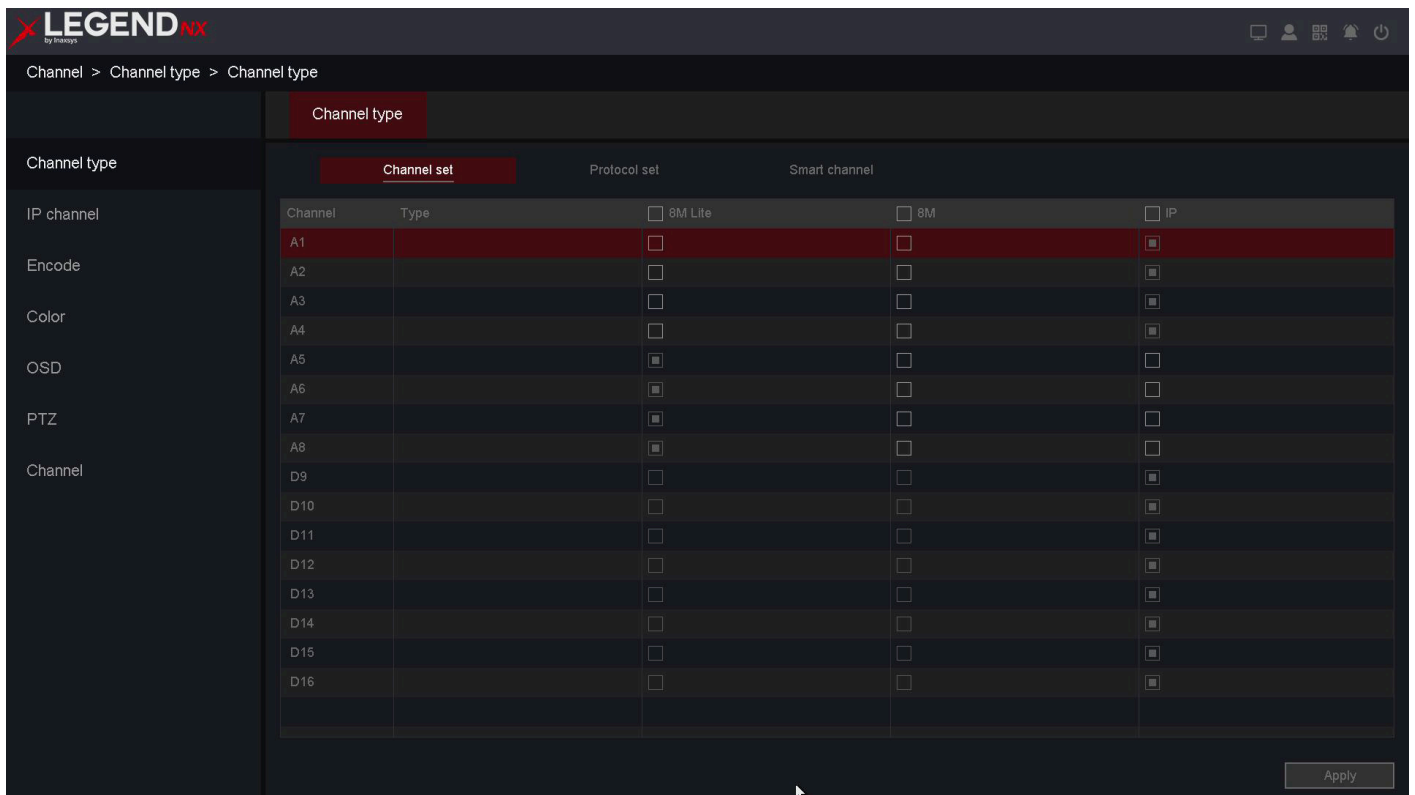 LEGEND NX
by Inaxsys
Channel > Channel type > Channel type
Channel type
Channel type
IP channel
Encode
Color
OSD
PTZ
Channel
Channel set Protocol set Smart channel
Channel Type 8M Lite 8M IP
A1
A2
A3
A4
A5
A6
A7
A8
D9
D10
D11
D12
D13
D14
D15
D16
Apply